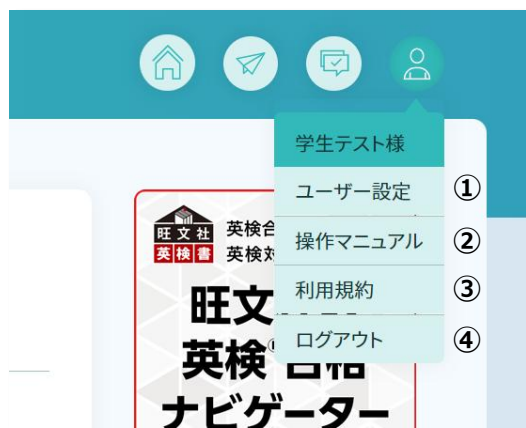 学生テスト様
ユーザー設定 ①
操作マニュアル ②
利用規約 ③
ログアウト ④
旺文社
英検書
英検合
英検対
旺文
英検 合格
ナビゲーター